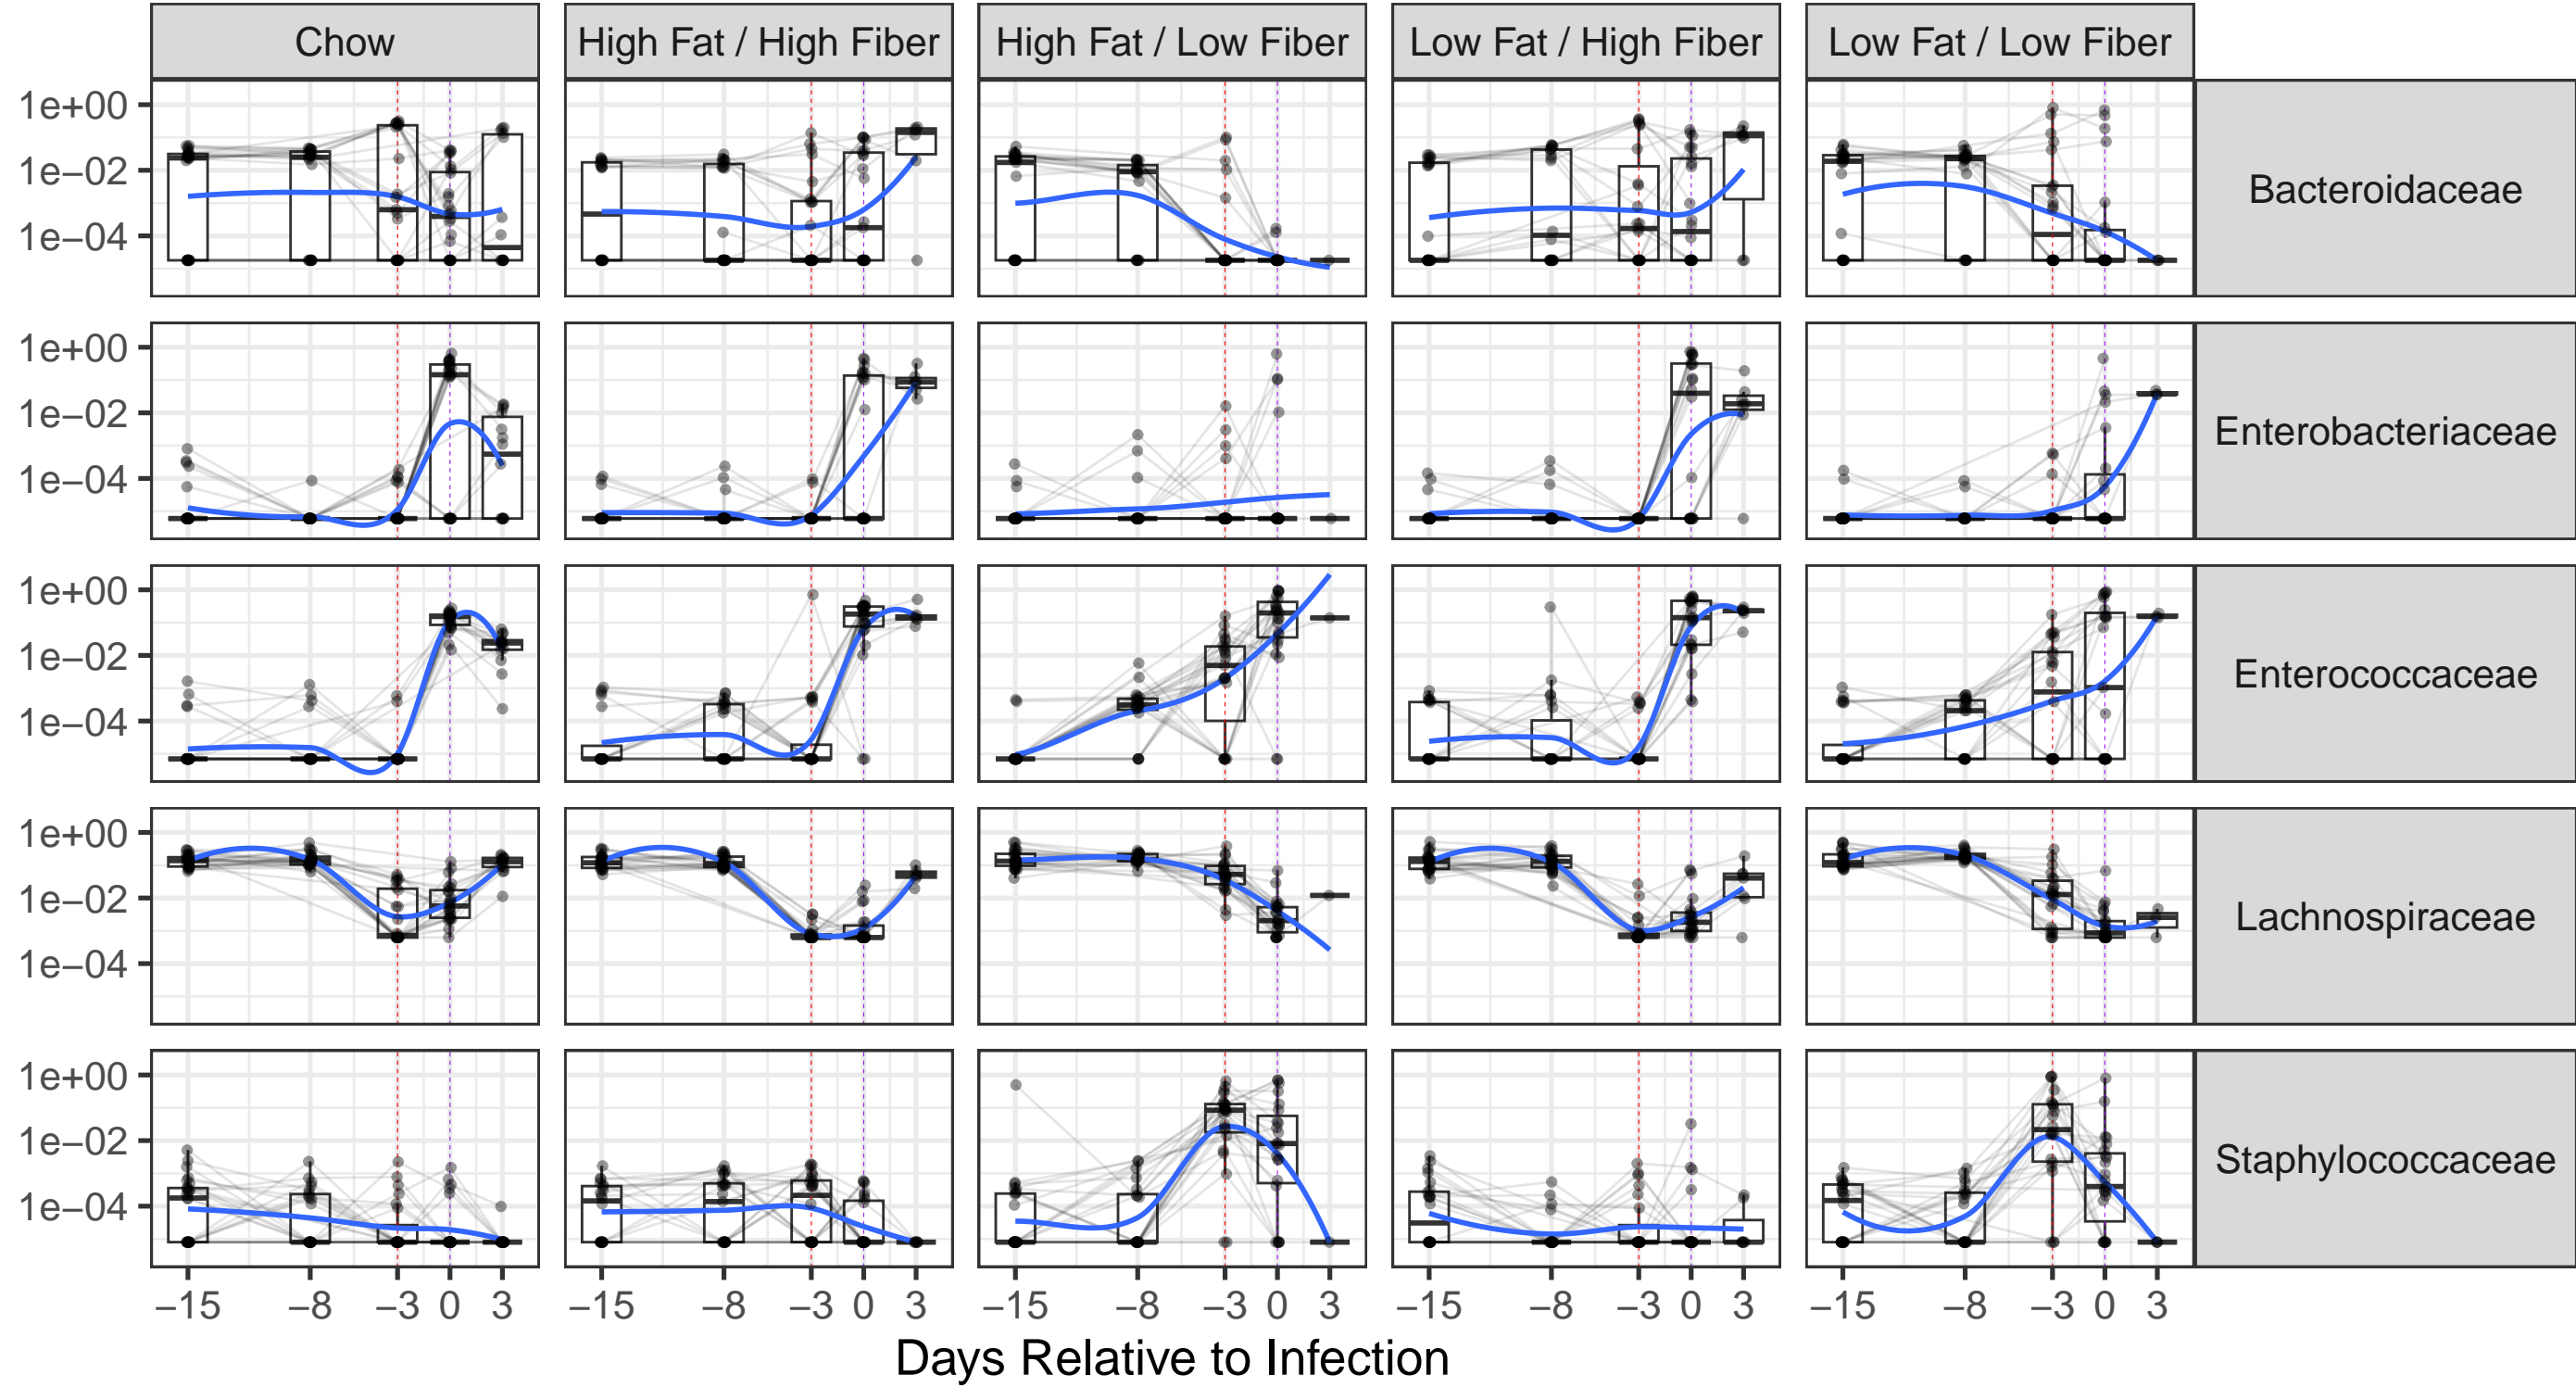 Chow
High Fat / High Fiber
High Fat / Low Fiber
Low Fat / High Fiber
Low Fat / Low Fiber
1e+00
1e−02
1e−04
Bacteroidaceae
1e+00
1e−02
1e−04
Enterobacteriaceae
1e+00
1e−02
1e−04
Enterococcaceae
1e+00
1e−02
1e−04
Lachnospiraceae
1e+00
1e−02
1e−04
Staphylococcaceae
−15 −8 −3 0 3
−15 −8 −3 0 3
−15 −8 −3 0 3
−15 −8 −3 0 3
−15 −8 −3 0 3
Days Relative to Infection